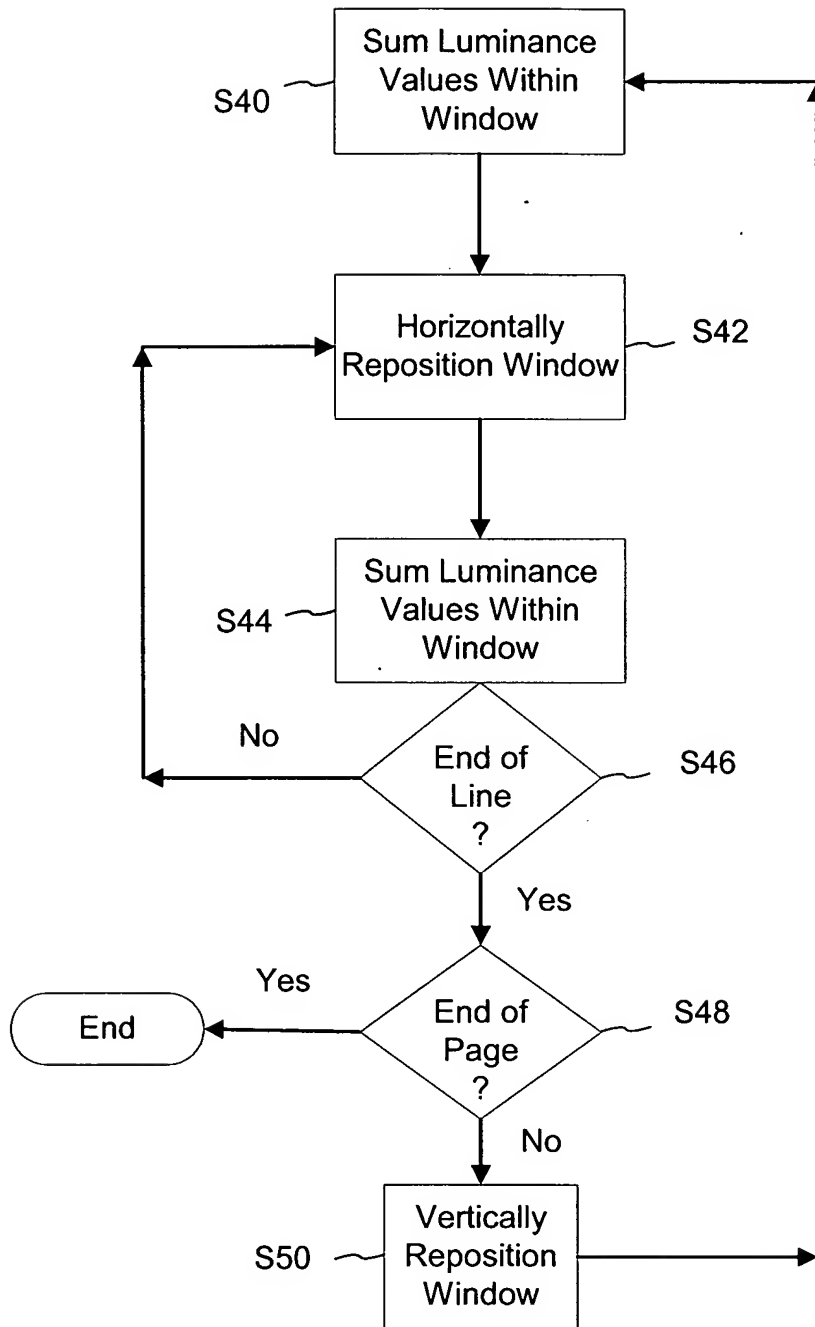 Sum Luminance
Values Within
Window
S40
Horizontally
Reposition Window
S42
Sum Luminance
Values Within
Window
S44
No
End of
Line
?
S46
Yes
Yes
End
End of
Page
?
S48
No
Vertically
Reposition
Window
S50